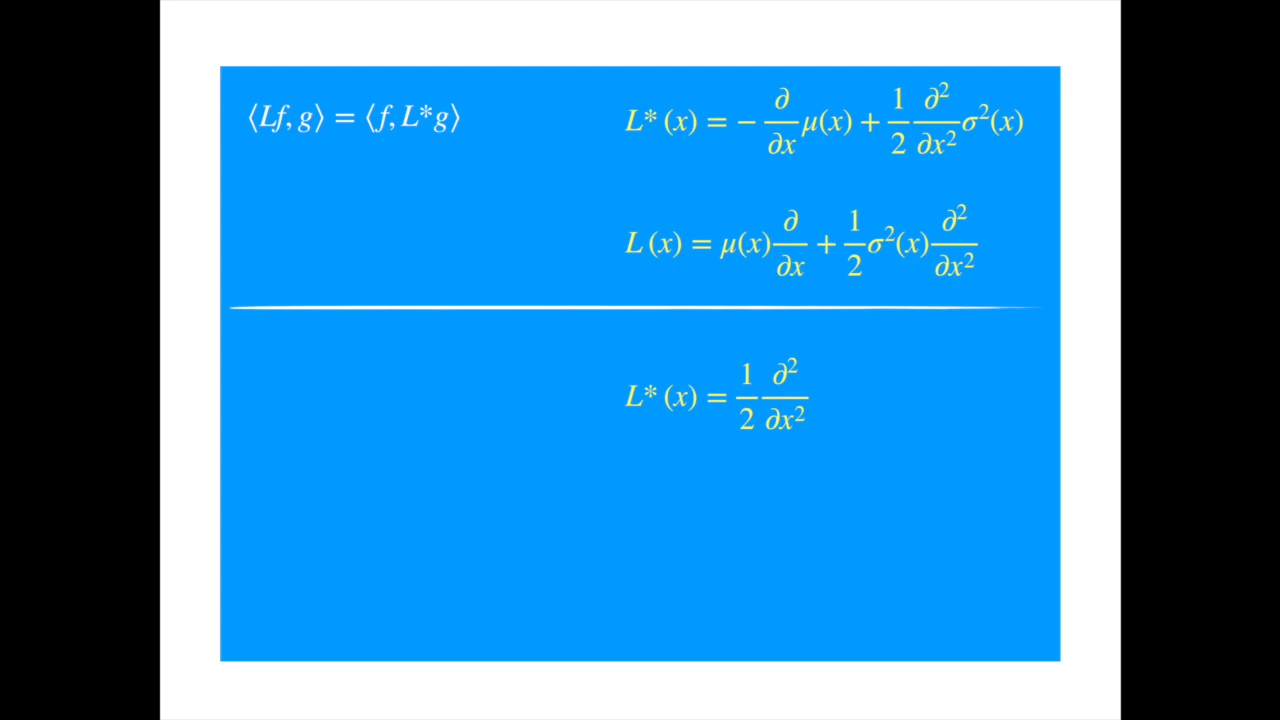 ⟨Lf, g⟩ = ⟨f, L*g⟩
L* (x) = − ∂/∂x μ(x) + 1/2 ∂²/∂x² σ²(x)
L (x) = μ(x) ∂/∂x + 1/2 σ²(x) ∂²/∂x²
L* (x) = 1/2 ∂²/∂x²